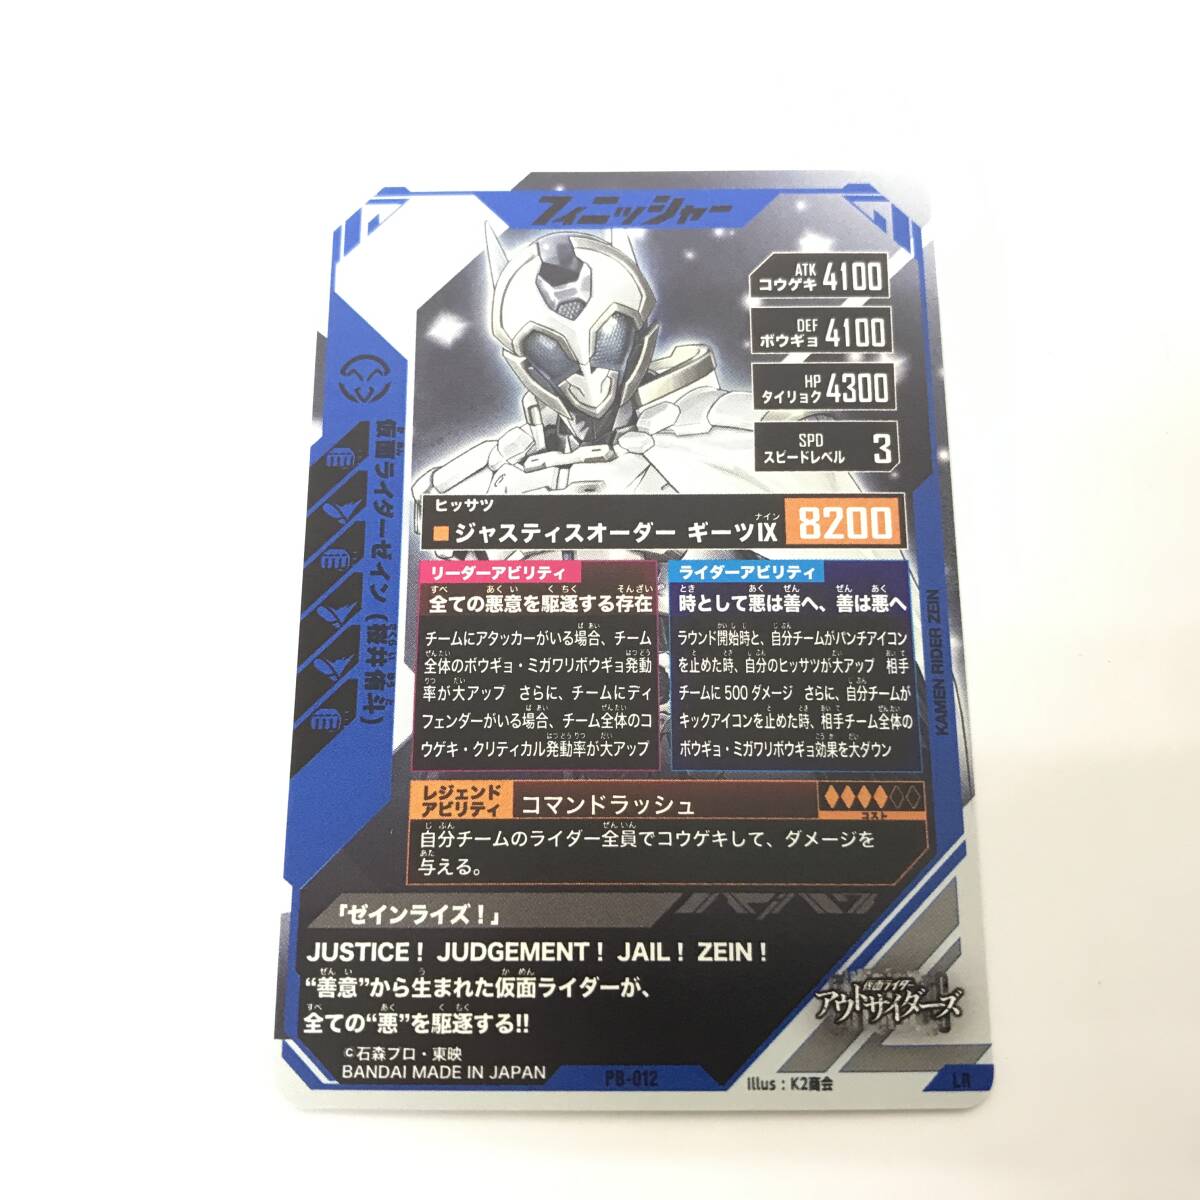 フィニッシャー
ATK
コウゲキ 4100
DEF
ボウギョ 4100
HP
タイリョク 4300
SPD
スピードレベル 3
仮面ライダーゼイン（桜井侑斗）
KAMEN RIDER ZEIN
ヒッサツ
ジャスティスオーダー ギーツⅨ 8200
ナイン
リーダーアビリティ
全ての悪意を駆逐する存在
チームにアタッカーがいる場合、チーム
全体のボウギョ・ミガワリボウギョ発動
率が大アップ さらに、チームにディ
フェンダーがいる場合、チーム全体のコ
ウゲキ・クリティカル発動率が大アップ
ライダーアビリティ
時として悪は善へ、善は悪へ
ラウンド開始時と、自分チームがパンチアイコン
を止めた時、自分のヒッサツが大アップ 相手
チームに500ダメージ さらに、自分チームが
キックアイコンを止めた時、相手チーム全体の
ボウギョ・ミガワリボウギョ効果を大ダウン
レジェンド
アビリティ
コマンドラッシュ
コスト
自分チームのライダー全員でコウゲキして、ダメージを
与える。
「ゼインライズ！」
JUSTICE！ JUDGEMENT！ JAIL！ ZEIN！
“善意”から生まれた仮面ライダーが、
全ての“悪”を駆逐する!!
仮面ライダー
アウトサイダーズ
©石森プロ・東映
BANDAI MADE IN JAPAN
PB-012
Illus：K2商会
LR